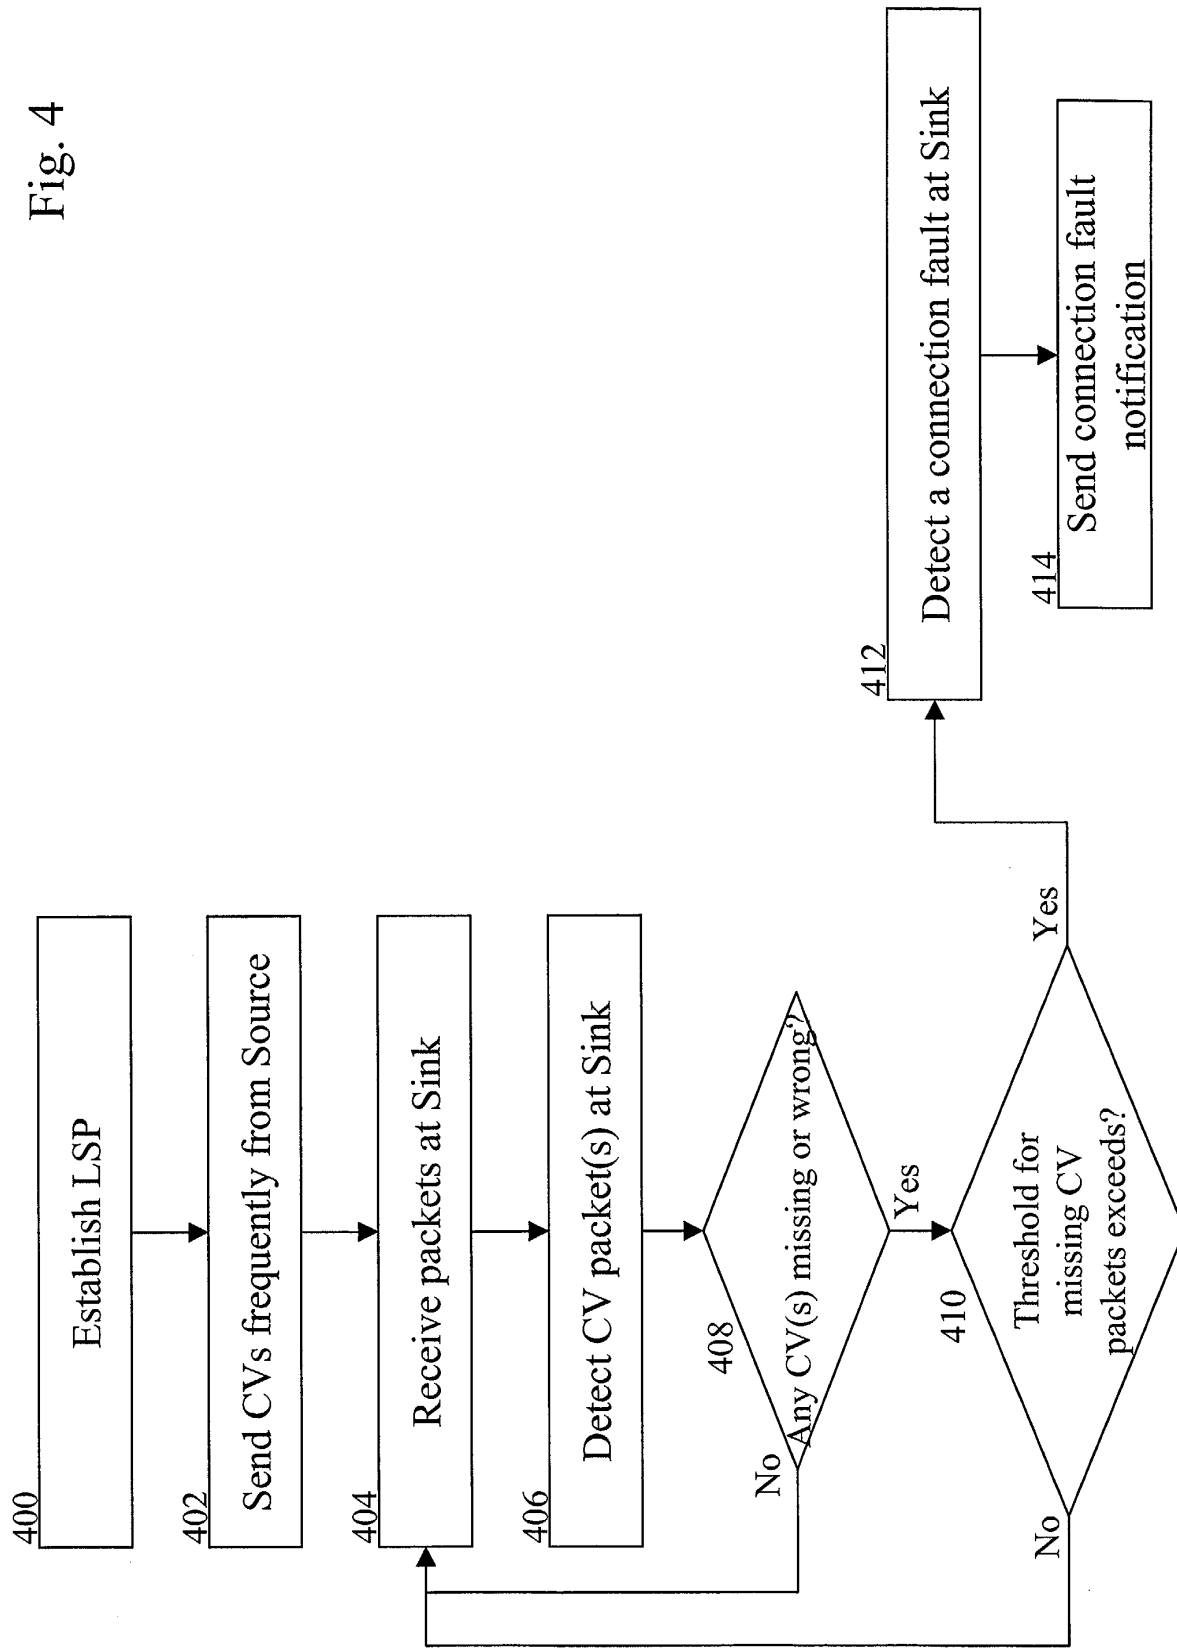 Fig. 4
400
Establish LSP
402
Send CVs frequently from Source
404
Receive packets at Sink
406
Detect CV packet(s) at Sink
408
Any CV(s) missing or wrong?
No
Yes
410
Threshold for
missing CV
packets exceeds?
No
Yes
412
Detect a connection fault at Sink
414
Send connection fault
notification